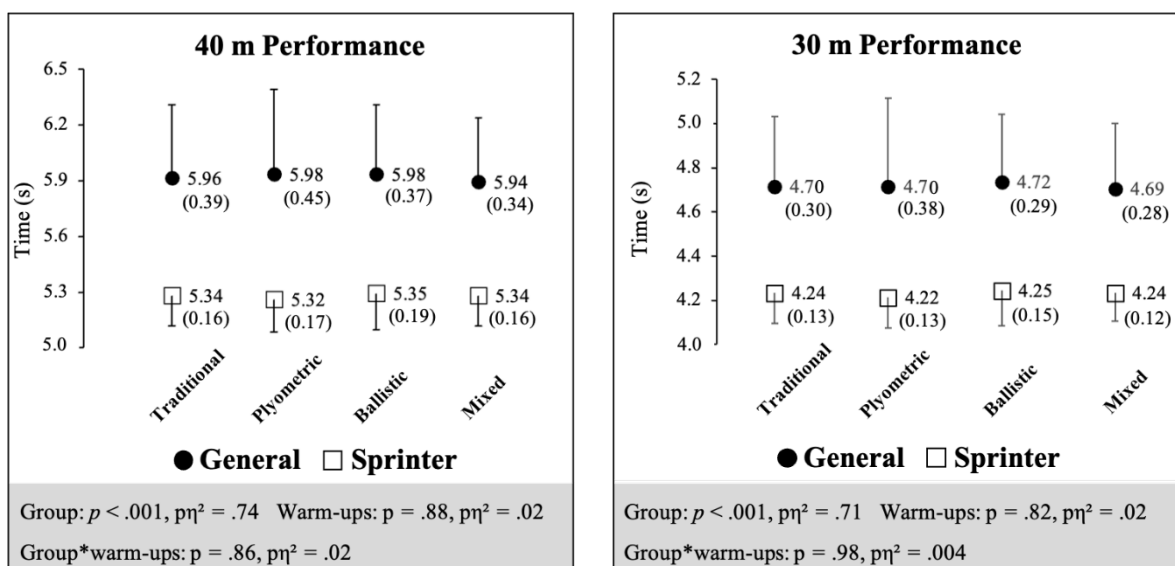 40 m Performance
Time (s)
6.5
6.2
5.9
5.6
5.3
5.0
5.96
(0.39)
5.98
(0.45)
5.98
(0.37)
5.94
(0.34)
5.34
(0.16)
5.32
(0.17)
5.35
(0.19)
5.34
(0.16)
Traditional
Plyometric
Ballistic
Mixed
General Sprinter
Group: p < .001, pη² = .74 Warm-ups: p = .88, pη² = .02
Group*warm-ups: p = .86, pη² = .02
30 m Performance
Time (s)
5.2
5.0
4.8
4.6
4.4
4.2
4.0
4.70
(0.30)
4.70
(0.38)
4.72
(0.29)
4.69
(0.28)
4.24
(0.13)
4.22
(0.13)
4.25
(0.15)
4.24
(0.12)
Traditional
Plyometric
Ballistic
Mixed
General Sprinter
Group: p < .001, pη² = .71 Warm-ups: p = .82, pη² = .02
Group*warm-ups: p = .98, pη² = .004